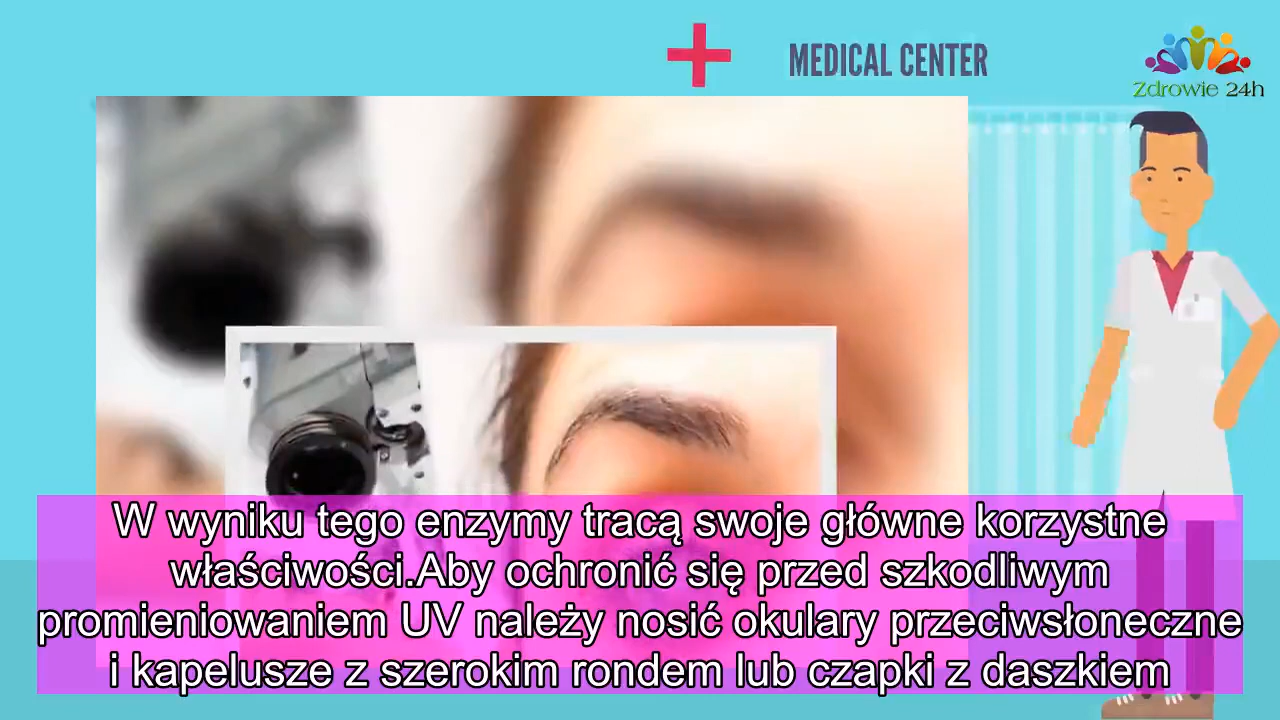 MEDICAL CENTER
Zdrowie 24h
W wyniku tego enzymy tracą swoje główne korzystne
właściwości.Aby ochronić się przed szkodliwym
promieniowaniem UV należy nosić okulary przeciwsłoneczne
i kapelusze z szerokim rondem lub czapki z daszkiem